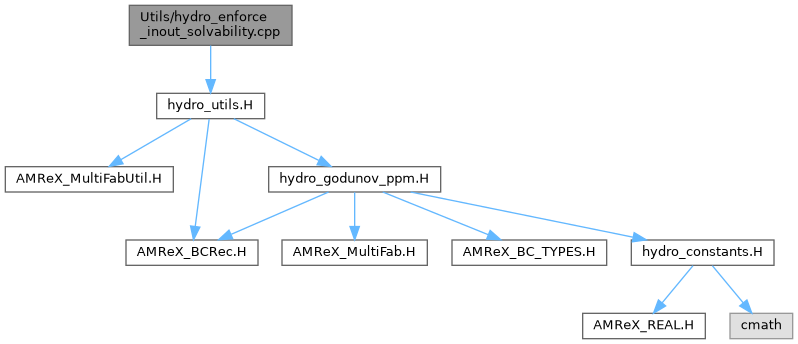 Utils/hydro_enforce
_inout_solvability.cpp
hydro_utils.H
AMReX_MultiFabUtil.H
hydro_godunov_ppm.H
AMReX_BCRec.H
AMReX_MultiFab.H
AMReX_BC_TYPES.H
hydro_constants.H
AMReX_REAL.H
cmath